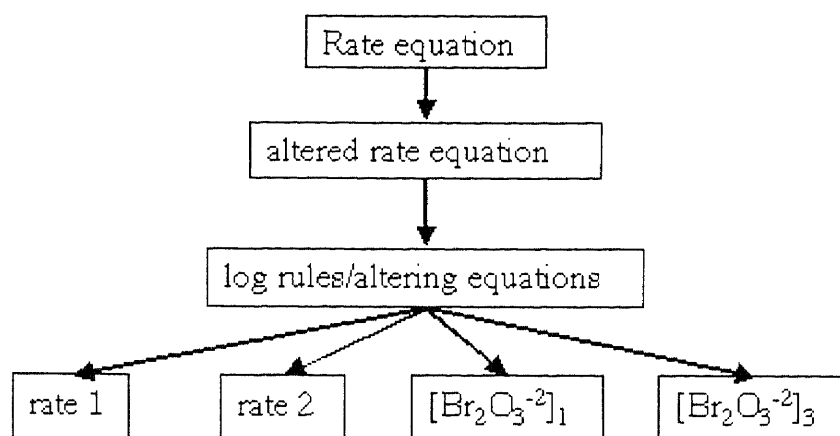 Rate equation
altered rate equation
log rules/altering equations
rate 1 rate 2 [Br₂O₃⁻²]₁ [Br₂O₃⁻²]₃